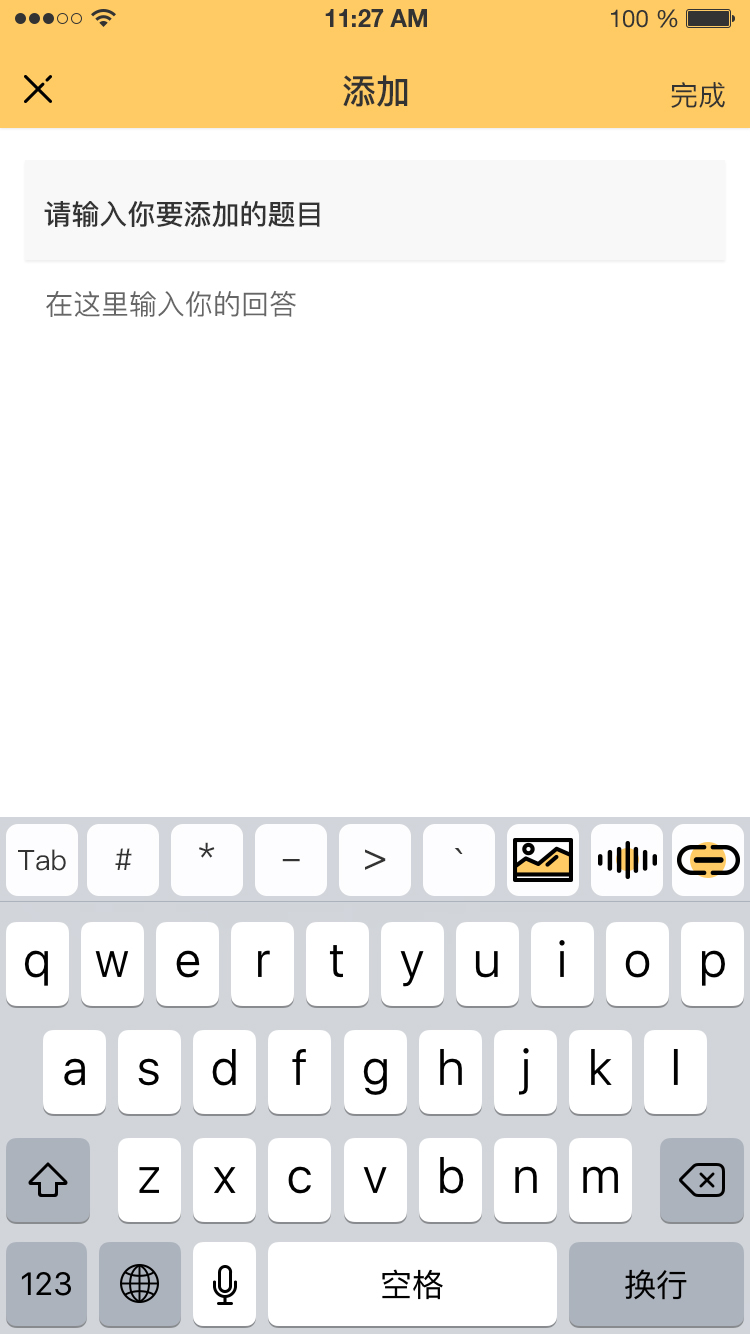 11:27 AM
100 %
添加
完成
请输入你要添加的题目
在这里输入你的回答
Tab # * – > `
q w e r t y u i o p
a s d f g h j k l
z x c v b n m
123 空格 换行